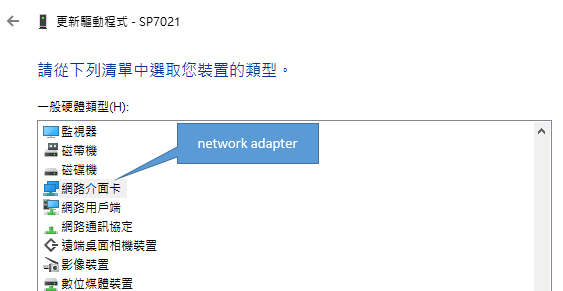 更新驅動程式 - SP7021
請從下列清單中選取您裝置的類型。
一般硬體類型(H):
監視器
磁帶機
磁碟機
網路介面卡
network adapter
網路用戶端
網路通訊協定
遠端桌面相機裝置
影像裝置
數位媒體裝置